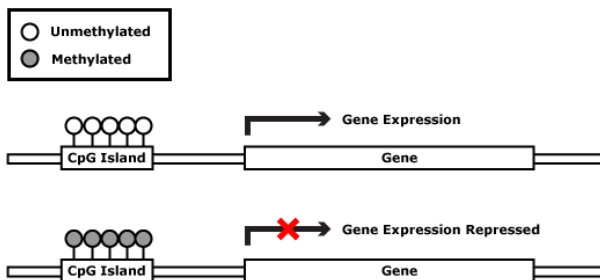 Unmethylated
Methylated
Gene Expression
CpG Island
Gene
Gene Expression Repressed
CpG Island
Gene